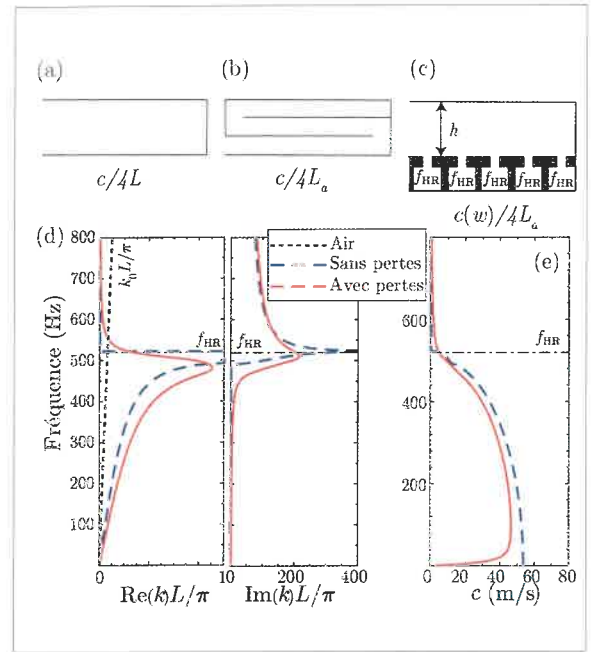 (a) (b) (c)
h
f_HR f_HR f_HR f_HR f_HR
c/4L c/4L_a c(w)/4L_a
(d) (e)
Air
Sans pertes
Avec pertes
k_0L/π
f_HR f_HR f_HR
Fréquence (Hz)
800
700
600
500
400
300
200
100
0
600
400
200
0 10 200 400 0 20 40 60 80
Re(k)L/π Im(k)L/π c (m/s)